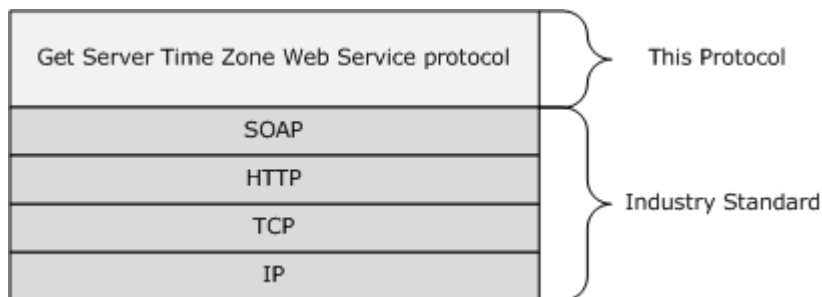 Get Server Time Zone Web Service protocol
This Protocol
SOAP
HTTP
TCP
IP
Industry Standard